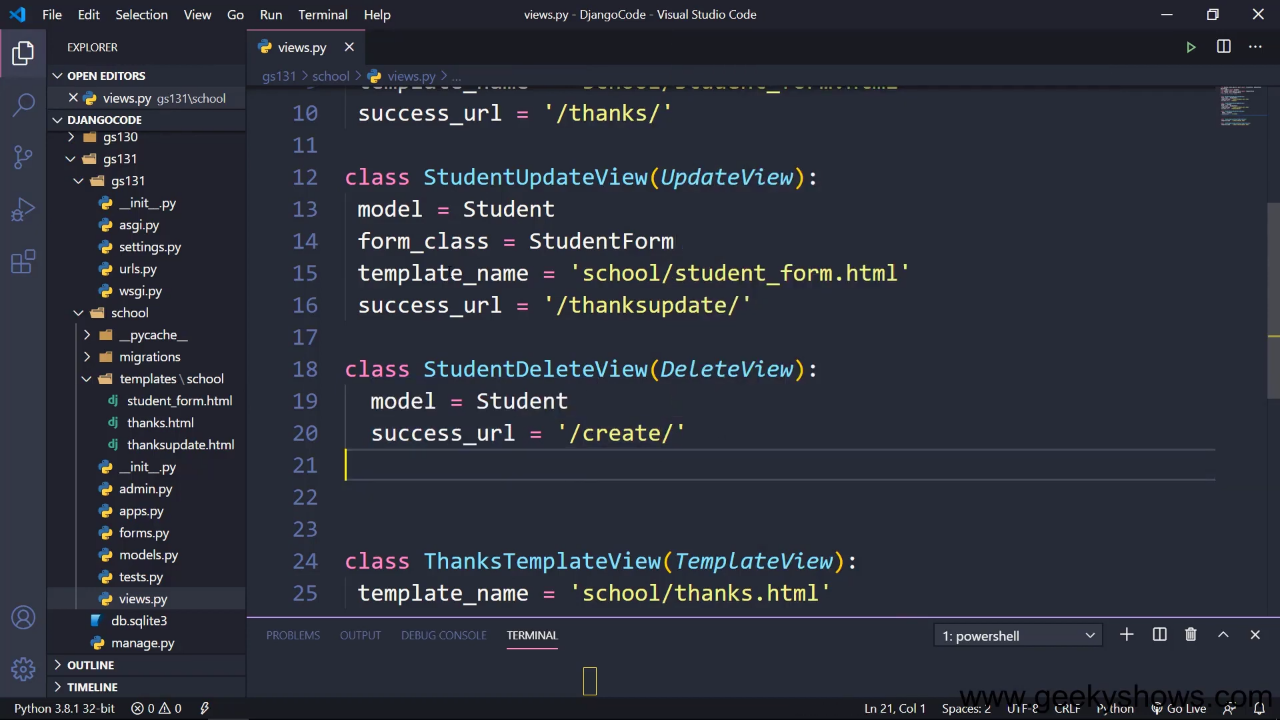 File Edit Selection View Go Run Terminal Help views.py - DjangoCode - Visual Studio Code
EXPLORER
views.py
OPEN EDITORS
views.py gs131\school
gs131 > school > views.py > ...
DJANGOCODE
gs130
gs131
gs131
__init__.py
asgi.py
settings.py
urls.py
wsgi.py
school
__pycache__
migrations
templates \ school
student_form.html
thanks.html
thanksupdate.html
__init__.py
admin.py
apps.py
forms.py
models.py
tests.py
views.py
db.sqlite3
manage.py
OUTLINE
TIMELINE
10 success_url = '/thanks/'
11
12 class StudentUpdateView(UpdateView):
13 model = Student
14 form_class = StudentForm
15 template_name = 'school/student_form.html'
16 success_url = '/thanksupdate/'
17
18 class StudentDeleteView(DeleteView):
19 model = Student
20 success_url = '/create/'
21
22
23
24 class ThanksTemplateView(TemplateView):
25 template_name = 'school/thanks.html'
PROBLEMS OUTPUT DEBUG CONSOLE TERMINAL 1: powershell
www.geekyshows.com
Python 3.8.1 32-bit 0 0 Ln 21, Col 1 Spaces: 2 UTF-8 CRLF Python Go Live